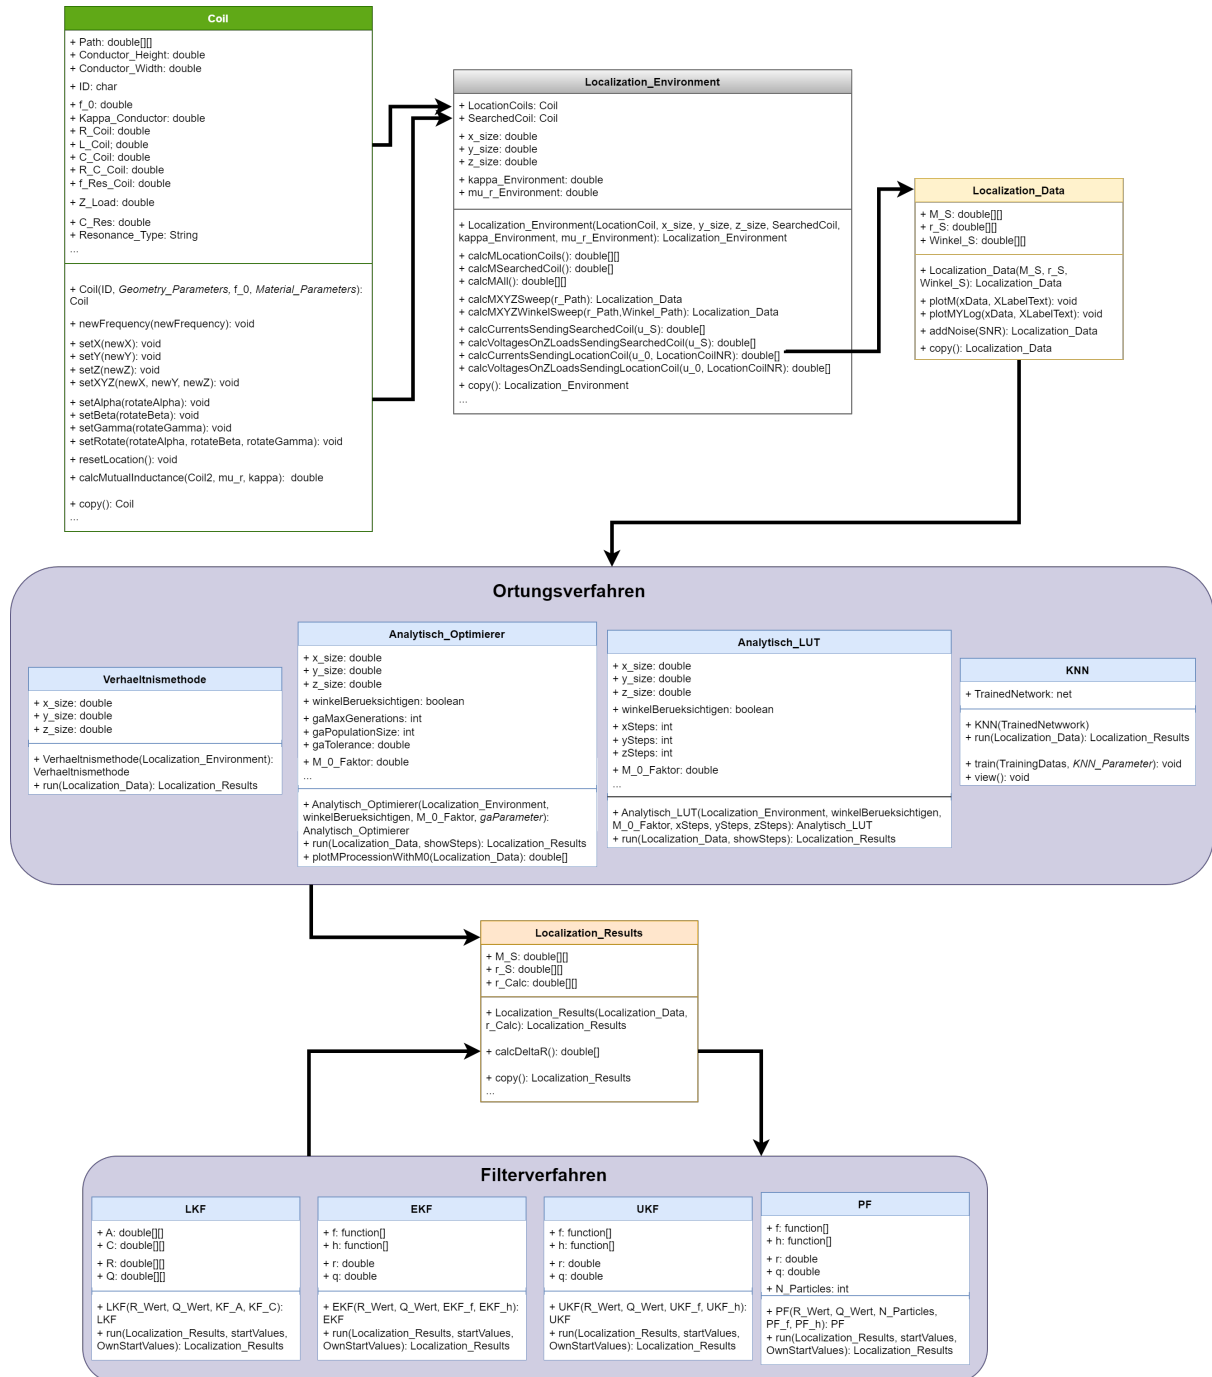 Coil
+ Path: double[][]
+ Conductor_Height: double
+ Conductor_Width: double
+ ID: char
+ f_0: double
+ Kappa_Conductor: double
+ R_Coil: double
+ L_Coil; double
+ C_Coil: double
+ R_C_Coil: double
+ f_Res_Coil: double
+ Z_Load: double
+ C_Res: double
+ Resonance_Type: String
...
+ Coil(ID, Geometry_Parameters, f_0, Material_Parameters):
Coil
+ newFrequency(newFrequency): void
+ setX(newX): void
+ setY(newY): void
+ setZ(newZ): void
+ setXYZ(newX, newY, newZ): void
+ setAlpha(rotateAlpha): void
+ setBeta(rotateBeta): void
+ setGamma(rotateGamma): void
+ setRotate(rotateAlpha, rotateBeta, rotateGamma): void
+ resetLocation(): void
+ calcMutualInductance(Coil2, mu_r, kappa): double
+ copy(): Coil
...
Localization_Environment
+ LocationCoils: Coil
+ SearchedCoil: Coil
+ x_size: double
+ y_size: double
+ z_size: double
+ kappa_Environment: double
+ mu_r_Environment: double
+ Localization_Environment(LocationCoil, x_size, y_size, z_size, SearchedCoil,
kappa_Environment, mu_r_Environment): Localization_Environment
+ calcMLocationCoils(): double[][]
+ calcMSearchedCoil(): double[]
+ calcMAll(): double[][]
+ calcMXYZSweep(r_Path): Localization_Data
+ calcMXYZWinkelSweep(r_Path,Winkel_Path): Localization_Data
+ calcCurrentsSendingSearchedCoil(u_S): double[]
+ calcVoltagesOnZLoadsSendingSearchedCoil(u_S): double[]
+ calcCurrentsSendingLocationCoil(u_0, LocationCoilNR): double[]
+ calcVoltagesOnZLoadsSendingLocationCoil(u_0, LocationCoilNR): double[]
+ copy(): Localization_Environment
...
Localization_Data
+ M_S: double[][]
+ r_S: double[][]
+ Winkel_S: double[][]
+ Localization_Data(M_S, r_S,
Winkel_S): Localization_Data
+ plotM(xData, XLabelText): void
+ plotMYLog(xData, XLabelText): void
+ addNoise(SNR): Localization_Data
+ copy(): Localization_Data
Ortungsverfahren
Verhaeltnismethode
+ x_size: double
+ y_size: double
+ z_size: double
+ Verhaeltnismethode(Localization_Environment):
Verhaeltnismethode
+ run(Localization_Data): Localization_Results
Analytisch_Optimierer
+ x_size: double
+ y_size: double
+ z_size: double
+ winkelBerueksichtigen: boolean
+ gaMaxGenerations: int
+ gaPopulationSize: int
+ gaTolerance: double
+ M_0_Faktor: double
...
+ Analytisch_Optimierer(Localization_Environment,
winkelBerueksichtigen, M_0_Faktor, gaParameter):
Analytisch_Optimierer
+ run(Localization_Data, showSteps): Localization_Results
+ plotMProcessionWithM0(Localization_Data): double[]
Analytisch_LUT
+ x_size: double
+ y_size: double
+ z_size: double
+ winkelBerueksichtigen: boolean
+ xSteps: int
+ ySteps: int
+ zSteps: int
+ M_0_Faktor: double
...
+ Analytisch_LUT(Localization_Environment, winkelBerueksichtigen,
M_0_Faktor, xSteps, ySteps, zSteps): Analytisch_LUT
+ run(Localization_Data, showSteps): Localization_Results
KNN
+ TrainedNetwork: net
+ KNN(TrainedNetwwork)
+ run(Localization_Data): Localization_Results
+ train(TrainingDatas, KNN_Parameter): void
+ view(): void
Localization_Results
+ M_S: double[][]
+ r_S: double[][]
+ r_Calc: double[][]
+ Localization_Results(Localization_Data,
r_Calc): Localization_Results
+ calcDeltaR(): double[]
+ copy(): Localization_Results
...
Filterverfahren
LKF
+ A: double[][]
+ C: double[][]
+ R: double[][]
+ Q: double[][]
+ LKF(R_Wert, Q_Wert, KF_A, KF_C):
LKF
+ run(Localization_Results, startValues,
OwnStartValues): Localization_Results
EKF
+ f: function[]
+ h: function[]
+ r: double
+ q: double
+ EKF(R_Wert, Q_Wert, EKF_f, EKF_h):
EKF
+ run(Localization_Results, startValues,
OwnStartValues): Localization_Results
UKF
+ f: function[]
+ h: function[]
+ r: double
+ q: double
+ UKF(R_Wert, Q_Wert, UKF_f, UKF_h):
UKF
+ run(Localization_Results, startValues,
OwnStartValues): Localization_Results
PF
+ f: function[]
+ h: function[]
+ r: double
+ q: double
+ N_Particles: int
+ PF(R_Wert, Q_Wert, N_Particles,
PF_f, PF_h): PF
+ run(Localization_Results, startValues,
OwnStartValues): Localization_Results